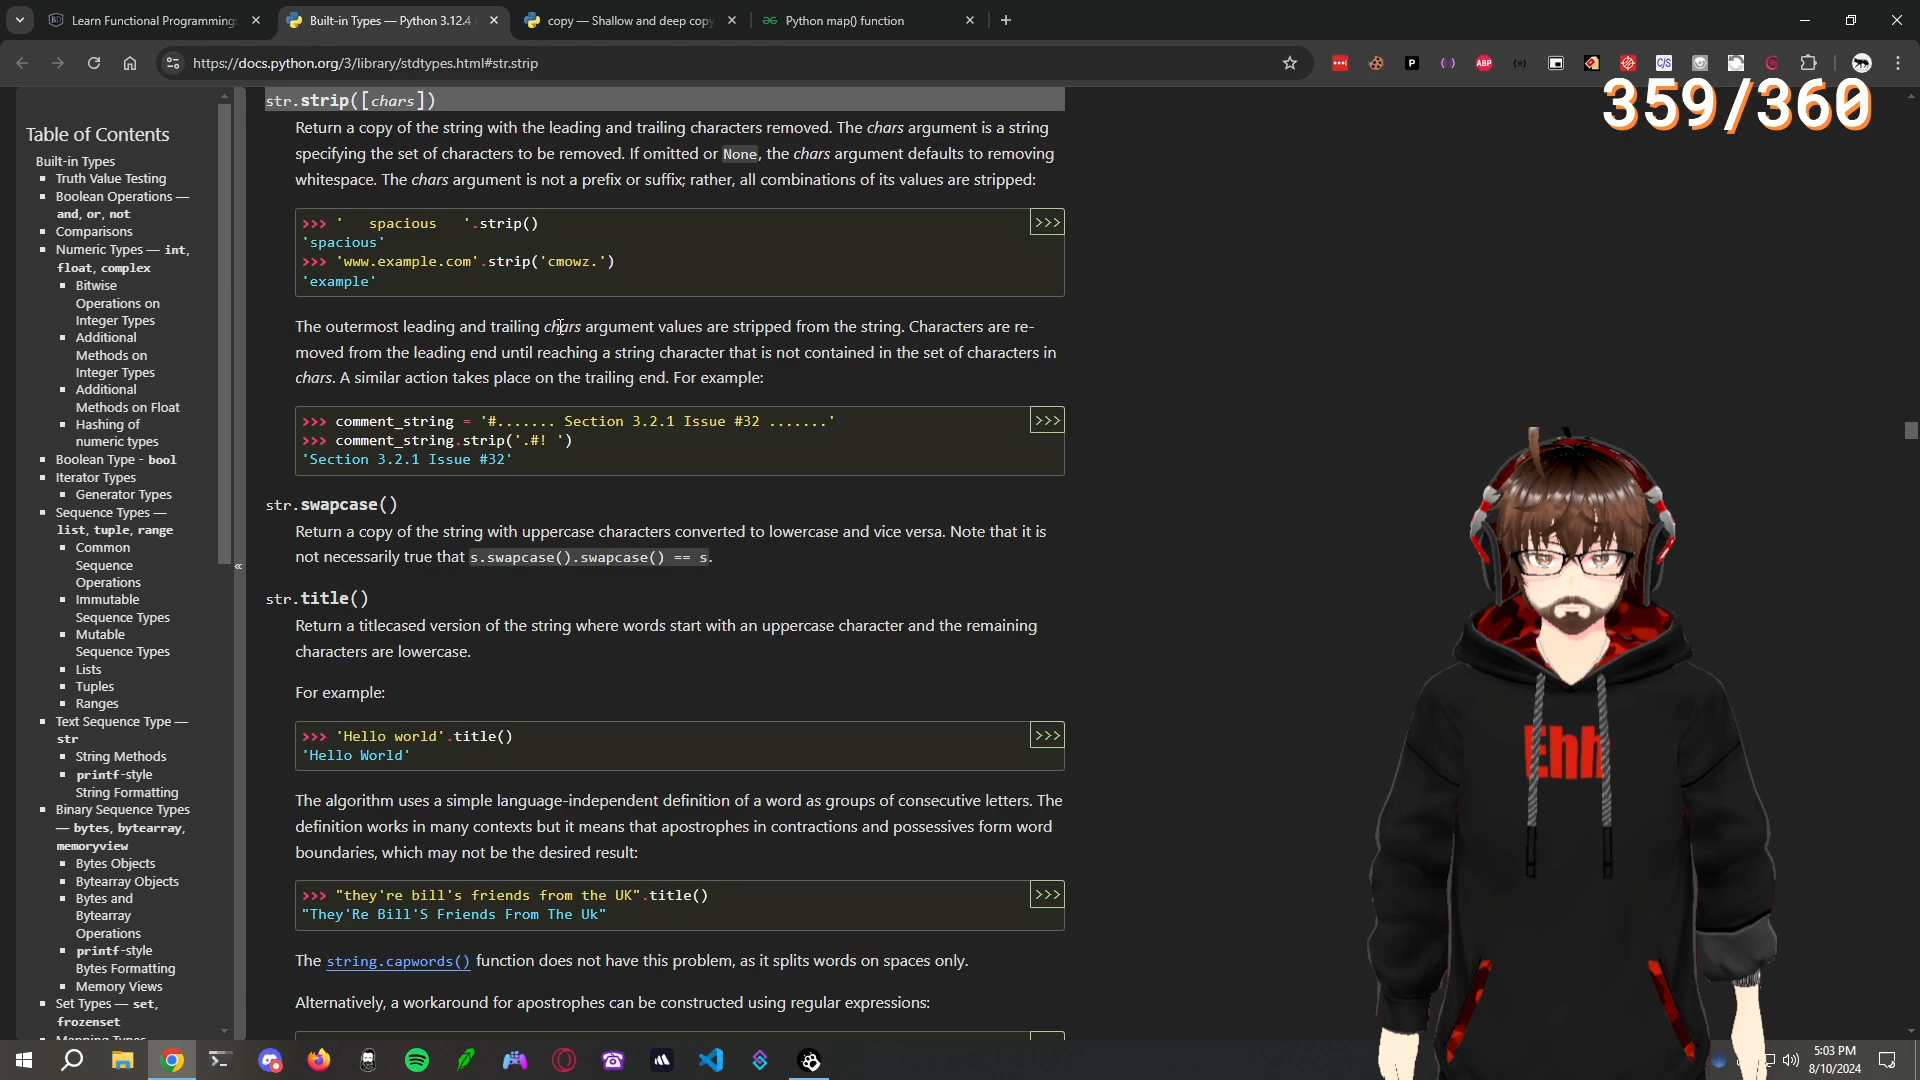 Learn Functional Programming
Built-in Types — Python 3.12.4
copy — Shallow and deep copy
Python map() function
https://docs.python.org/3/library/stdtypes.html#str.strip
359/360
Table of Contents
Built-in Types
Truth Value Testing
Boolean Operations —
and, or, not
Comparisons
Numeric Types — int,
float, complex
Bitwise
Operations on
Integer Types
Additional
Methods on
Integer Types
Additional
Methods on Float
Hashing of
numeric types
Boolean Type - bool
Iterator Types
Generator Types
Sequence Types —
list, tuple, range
Common
Sequence
Operations
Immutable
Sequence Types
Mutable
Sequence Types
Lists
Tuples
Ranges
Text Sequence Type —
str
String Methods
printf-style
String Formatting
Binary Sequence Types
— bytes, bytearray,
memoryview
Bytes Objects
Bytearray Objects
Bytes and
Bytearray
Operations
printf-style
Bytes Formatting
Memory Views
Set Types — set,
frozenset
Mapping Types
«
str.strip([chars])
Return a copy of the string with the leading and trailing characters removed. The chars argument is a string
specifying the set of characters to be removed. If omitted or None, the chars argument defaults to removing
whitespace. The chars argument is not a prefix or suffix; rather, all combinations of its values are stripped:
>>> '   spacious   '.strip()
>>>
'spacious'
>>> 'www.example.com'.strip('cmowz.')
'example'
The outermost leading and trailing chars argument values are stripped from the string. Characters are re-
moved from the leading end until reaching a string character that is not contained in the set of characters in
chars. A similar action takes place on the trailing end. For example:
>>> comment_string = '#....... Section 3.2.1 Issue #32 .......'
>>>
>>> comment_string.strip('.#! ')
'Section 3.2.1 Issue #32'
str.swapcase()
Return a copy of the string with uppercase characters converted to lowercase and vice versa. Note that it is
not necessarily true that s.swapcase().swapcase() == s.
str.title()
Return a titlecased version of the string where words start with an uppercase character and the remaining
characters are lowercase.
For example:
>>> 'Hello world'.title()
>>>
'Hello World'
The algorithm uses a simple language-independent definition of a word as groups of consecutive letters. The
definition works in many contexts but it means that apostrophes in contractions and possessives form word
boundaries, which may not be the desired result:
>>> "they're bill's friends from the UK".title()
>>>
"They'Re Bill'S Friends From The Uk"
The string.capwords() function does not have this problem, as it splits words on spaces only.
Alternatively, a workaround for apostrophes can be constructed using regular expressions:
Ehh
ABP
P
C/S
5:03 PM
8/10/2024